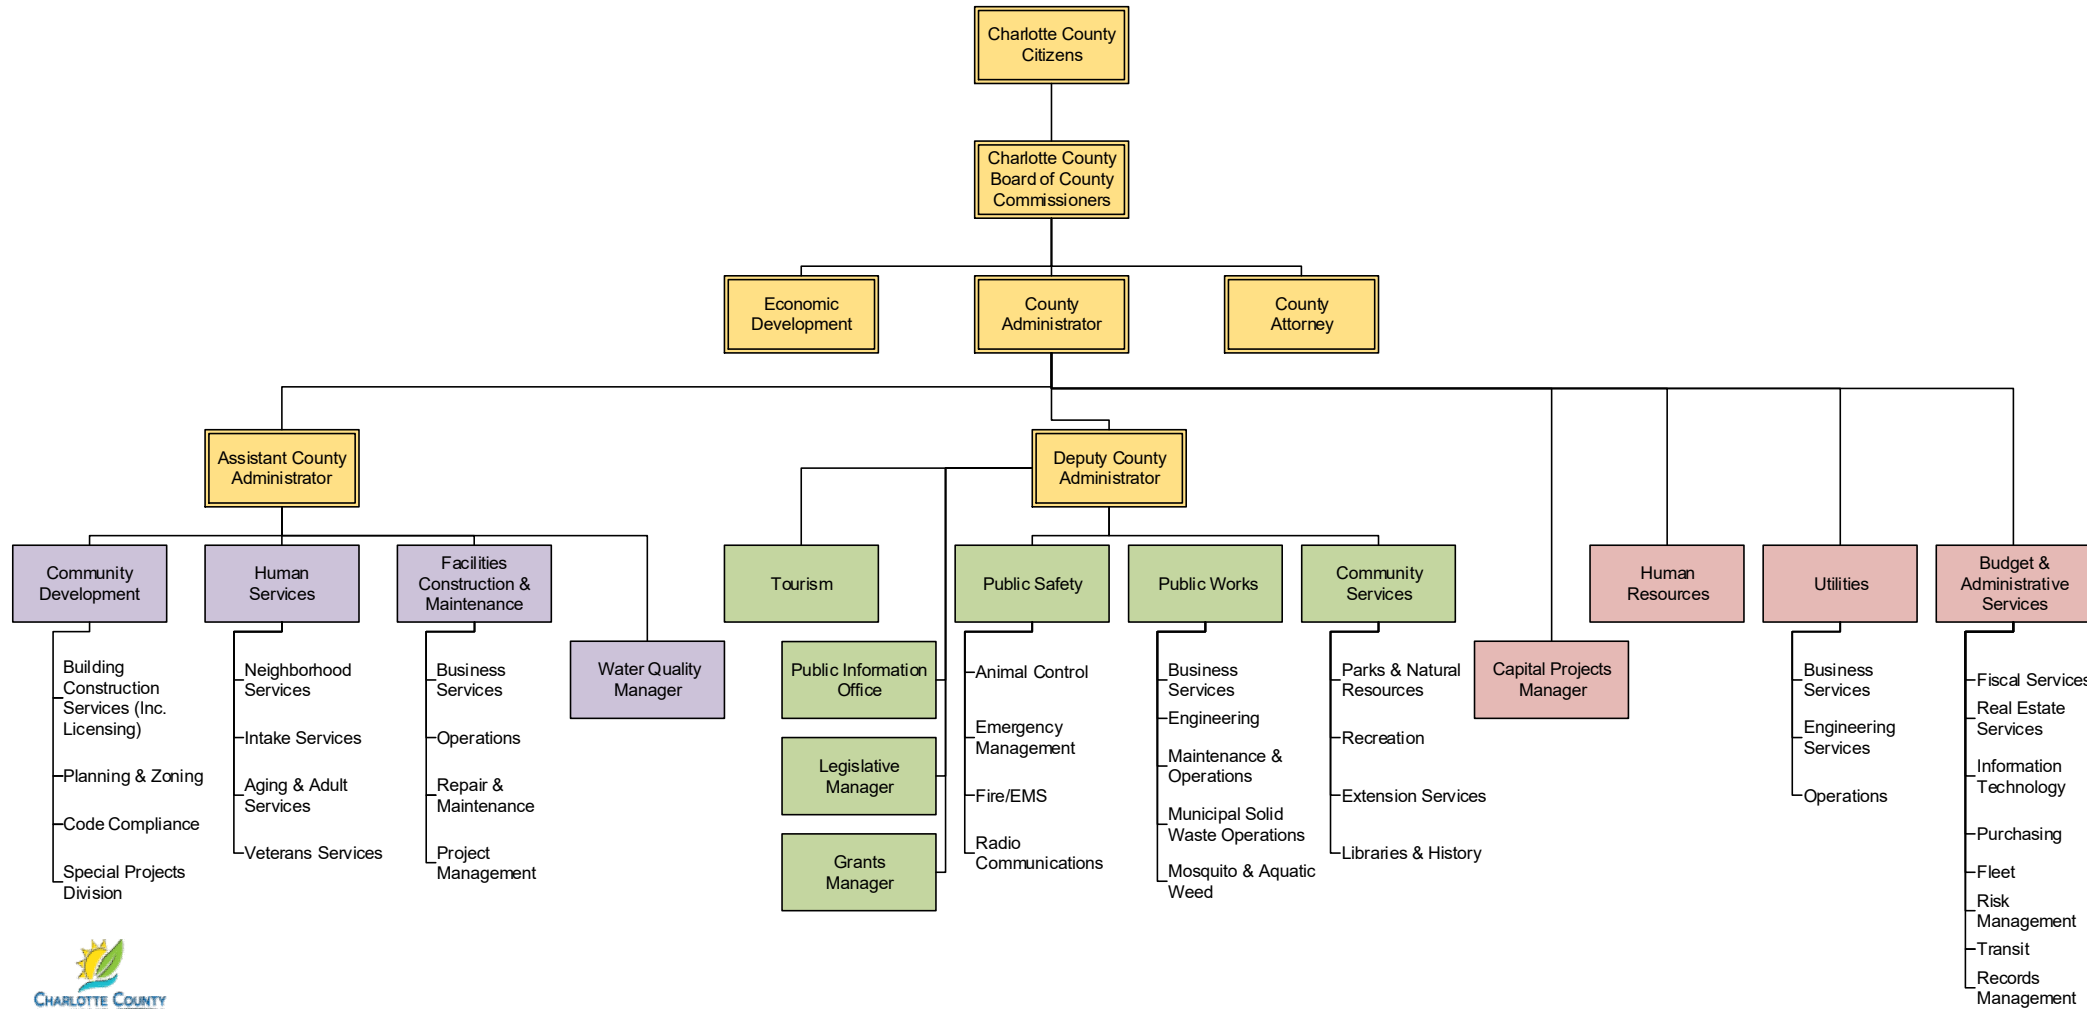 Charlotte County
Citizens
Charlotte County
Board of County
Commissioners
Economic
Development
County
Administrator
County
Attorney
Assistant County
Administrator
Deputy County
Administrator
Community
Development
Human
Services
Facilities
Construction &
Maintenance
Tourism
Public Safety
Public Works
Community
Services
Human
Resources
Utilities
Budget &
Administrative
Services
Water Quality
Manager
Public Information
Office
Capital Projects
Manager
Legislative
Manager
Grants
Manager
Building
Construction
Services (Inc.
Licensing)
Planning & Zoning
Code Compliance
Special Projects
Division
Neighborhood
Services
Intake Services
Aging & Adult
Services
Veterans Services
Business
Services
Operations
Repair &
Maintenance
Project
Management
Animal Control
Emergency
Management
Fire/EMS
Radio
Communications
Business
Services
Engineering
Maintenance &
Operations
Municipal Solid
Waste Operations
Mosquito & Aquatic
Weed
Parks & Natural
Resources
Recreation
Extension Services
Libraries & History
Business
Services
Engineering
Services
Operations
Fiscal Services
Real Estate
Services
Information
Technology
Purchasing
Fleet
Risk
Management
Transit
Records
Management
CHARLOTTE COUNTY